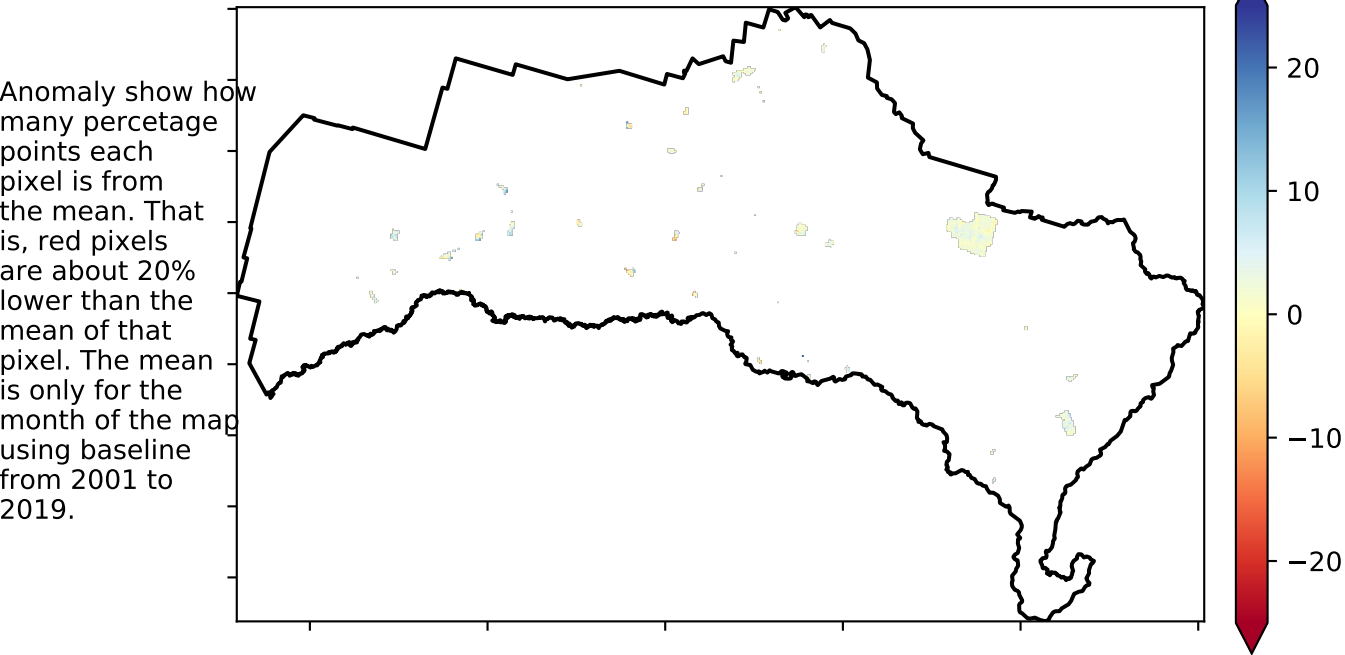 Anomaly show how
many percetage
points each
pixel is from
the mean. That
is, red pixels
are about 20%
lower than the
mean of that
pixel. The mean
is only for the
month of the map
using baseline
from 2001 to
2019.
20
10
0
−10
−20